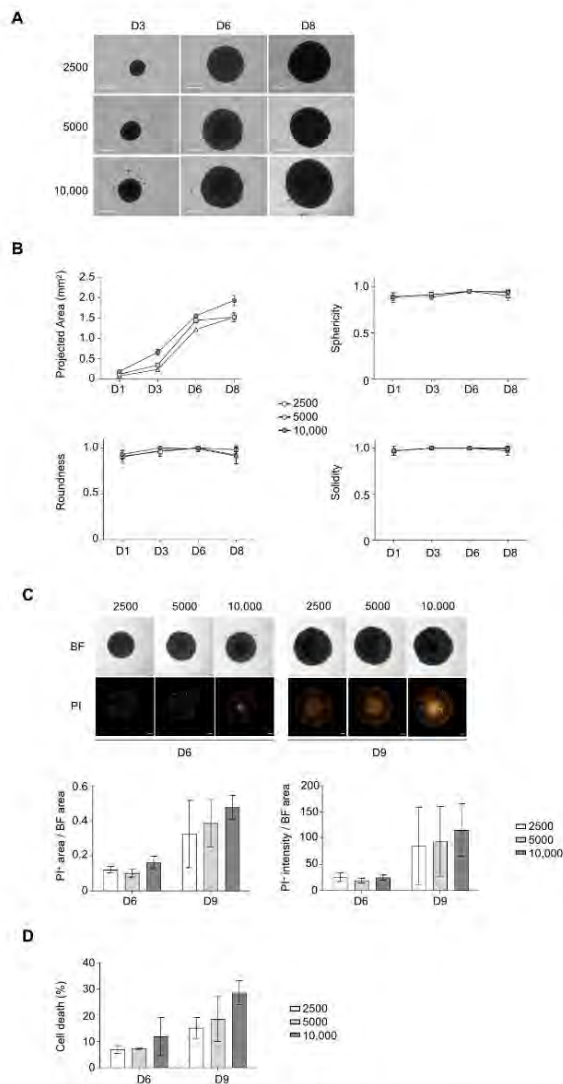 A
D3 D6 D8
2500
5000
10,000
B
Projected Area (mm²)
2.5
2.0
1.5
1.0
0.5
0
D1 D3 D6 D8
Sphericity
1.0
0.5
0
D1 D3 D6 D8
2500
5000
10,000
Roundness
1.0
0.5
0
D1 D3 D6 D8
Solidity
1.0
0.5
0
D1 D3 D6 D8
C
2500 5000 10,000 2500 5000 10,000
BF
PI
D6 D9
PI⁺ area / BF area
0.6
0.4
0.2
0
D6 D9
PI⁺ intensity / BF area
200
150
100
50
0
D6 D9
2500
5000
10,000
D
Cell death (%)
40
30
20
10
0
D6 D9
2500
5000
10,000